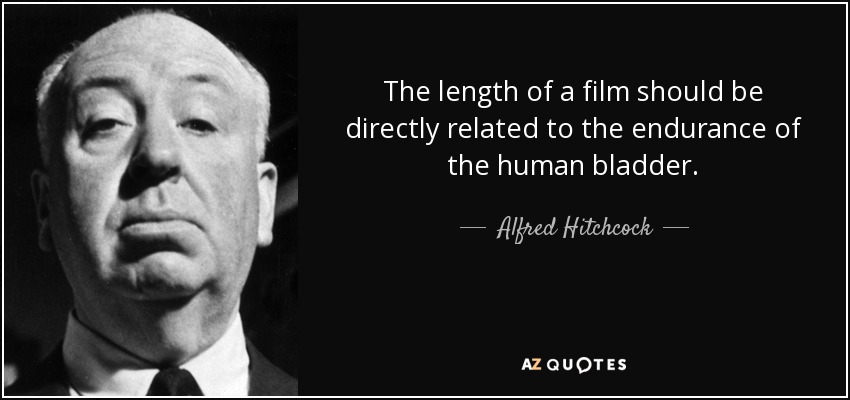 The length of a film should be
directly related to the endurance of
the human bladder.
Alfred Hitchcock
AZ QUOTES